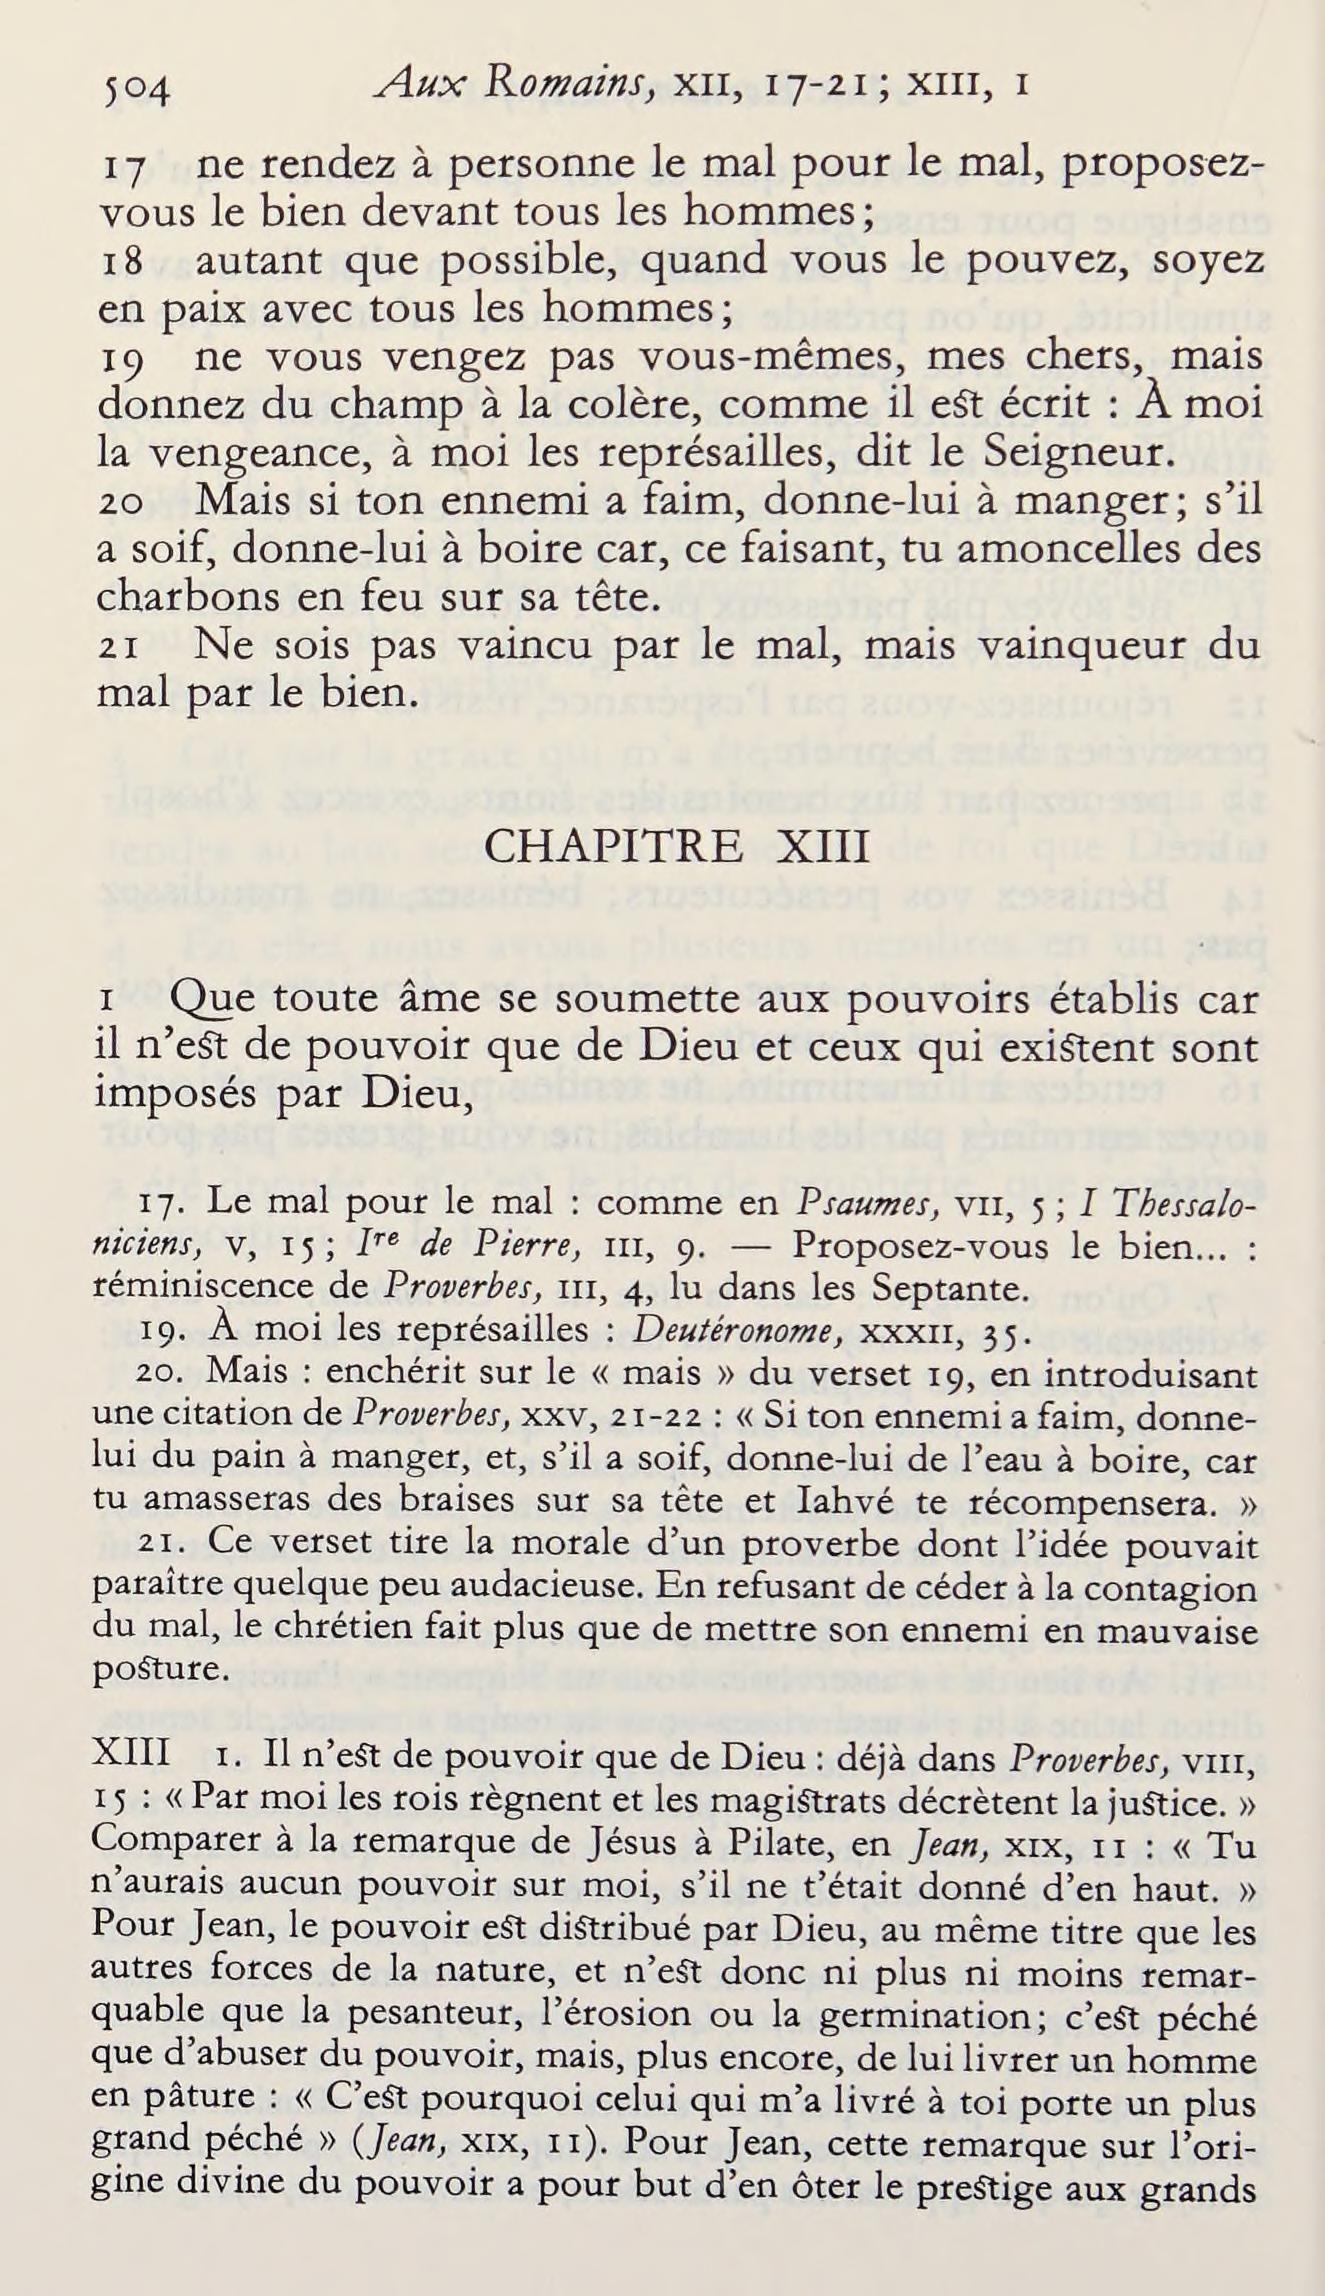 504 Aux Romains, XII, 17-21; XIII, 1
17 ne rendez à personne le mal pour le mal, proposez-
vous le bien devant tous les hommes;
18 autant que possible, quand vous le pouvez, soyez
en paix avec tous les hommes;
19 ne vous vengez pas vous-mêmes, mes chers, mais
donnez du champ à la colère, comme il est écrit : À moi
la vengeance, à moi les représailles, dit le Seigneur.
20 Mais si ton ennemi a faim, donne-lui à manger; s'il
a soif, donne-lui à boire car, ce faisant, tu amoncelles des
charbons en feu sur sa tête.
21 Ne sois pas vaincu par le mal, mais vainqueur du
mal par le bien.
CHAPITRE XIII
1 Que toute âme se soumette aux pouvoirs établis car
il n'est de pouvoir que de Dieu et ceux qui existent sont
imposés par Dieu,
17. Le mal pour le mal : comme en Psaumes, VII, 5 ; I Thessalo-
niciens, V, 15 ; Ire de Pierre, III, 9. — Proposez-vous le bien... :
réminiscence de Proverbes, III, 4, lu dans les Septante.
19. À moi les représailles : Deutéronome, XXXII, 35.
20. Mais : enchérit sur le « mais » du verset 19, en introduisant
une citation de Proverbes, XXV, 21-22 : « Si ton ennemi a faim, donne-
lui du pain à manger, et, s'il a soif, donne-lui de l'eau à boire, car
tu amasseras des braises sur sa tête et Iahvé te récompensera. »
21. Ce verset tire la morale d'un proverbe dont l'idée pouvait
paraître quelque peu audacieuse. En refusant de céder à la contagion
du mal, le chrétien fait plus que de mettre son ennemi en mauvaise
posture.
XIII 1. Il n'est de pouvoir que de Dieu : déjà dans Proverbes, VIII,
15 : « Par moi les rois règnent et les magistrats décrètent la justice. »
Comparer à la remarque de Jésus à Pilate, en Jean, XIX, 11 : « Tu
n'aurais aucun pouvoir sur moi, s'il ne t'était donné d'en haut. »
Pour Jean, le pouvoir est distribué par Dieu, au même titre que les
autres forces de la nature, et n'est donc ni plus ni moins remar-
quable que la pesanteur, l'érosion ou la germination; c'est péché
que d'abuser du pouvoir, mais, plus encore, de lui livrer un homme
en pâture : « C'est pourquoi celui qui m'a livré à toi porte un plus
grand péché » (Jean, XIX, 11). Pour Jean, cette remarque sur l'ori-
gine divine du pouvoir a pour but d'en ôter le prestige aux grands